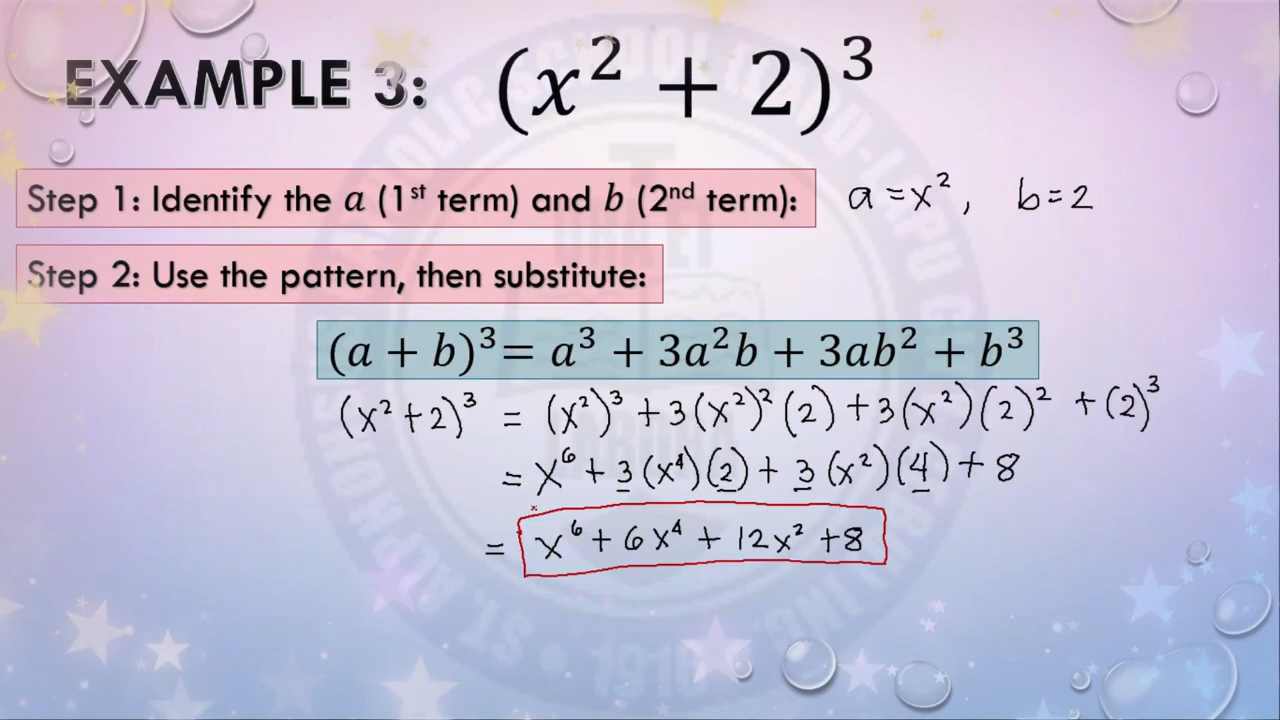 EXAMPLE 3: (x² + 2)³
Step 1: Identify the a (1st term) and b (2nd term): a = x², b = 2
Step 2: Use the pattern, then substitute:
(a + b)³ = a³ + 3a²b + 3ab² + b³
(x² + 2)³ = (x²)³ + 3(x²)²(2) + 3(x²)(2)² + (2)³
= x⁶ + 3(x⁴)(2) + 3(x²)(4) + 8
= x⁶ + 6x⁴ + 12x² + 8
1910